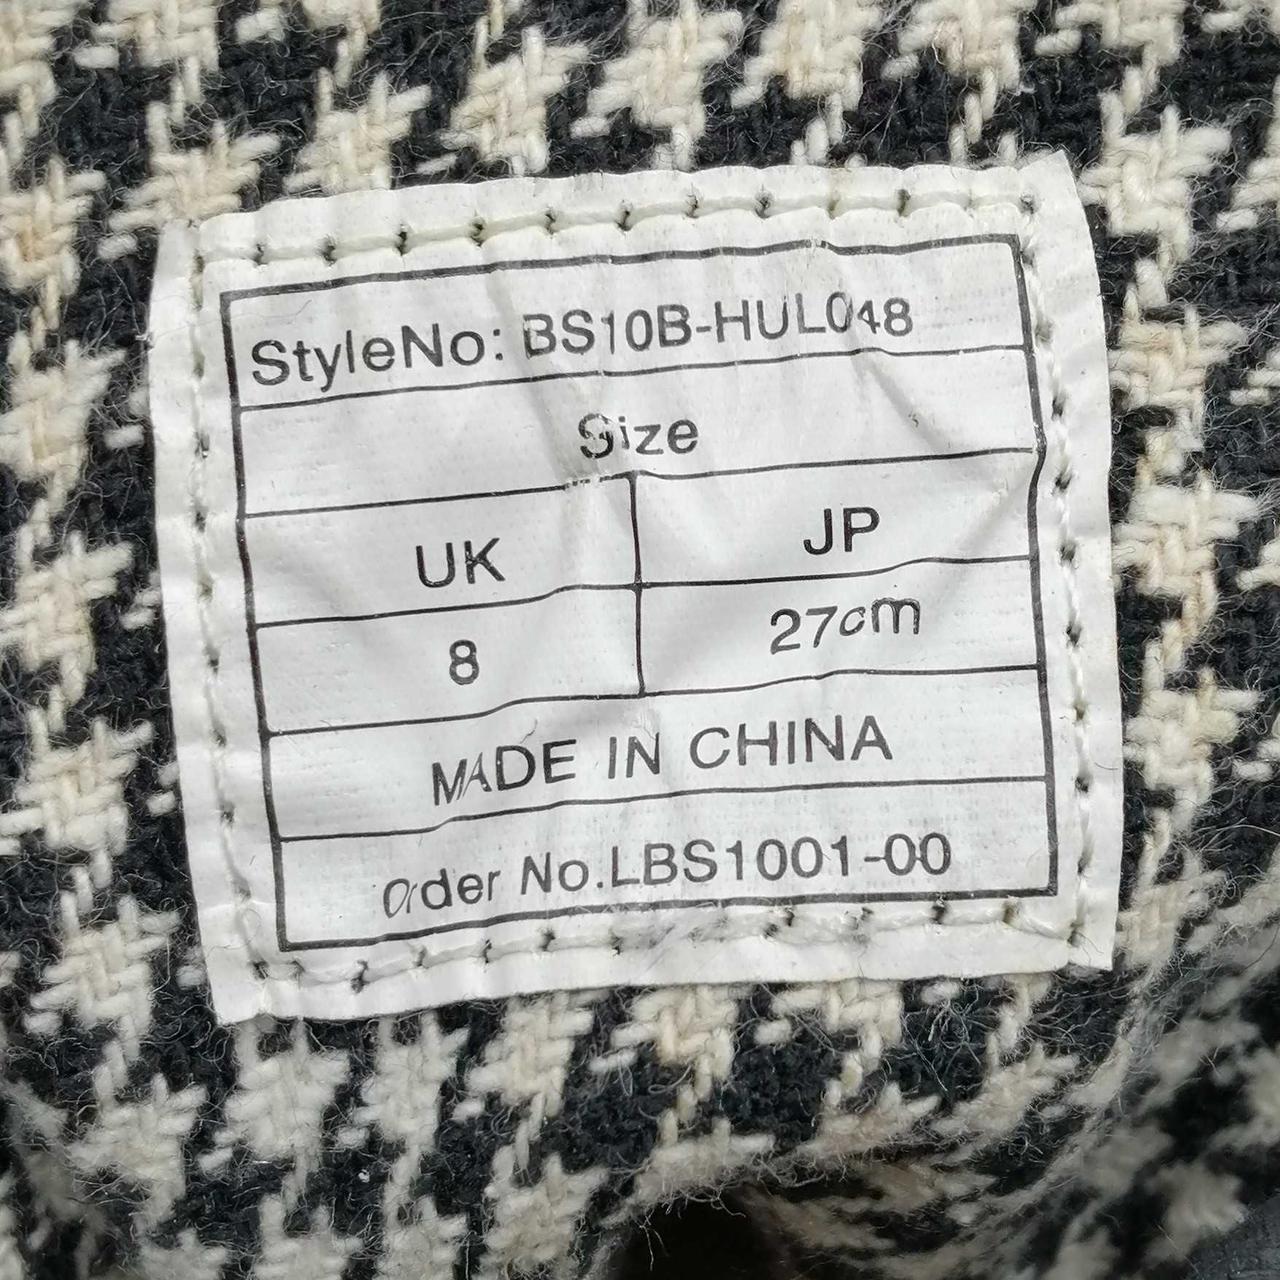 StyleNo: BS10B-HUL048
Size
UK JP
8 27cm
MADE IN CHINA
Order No.LBS1001-00